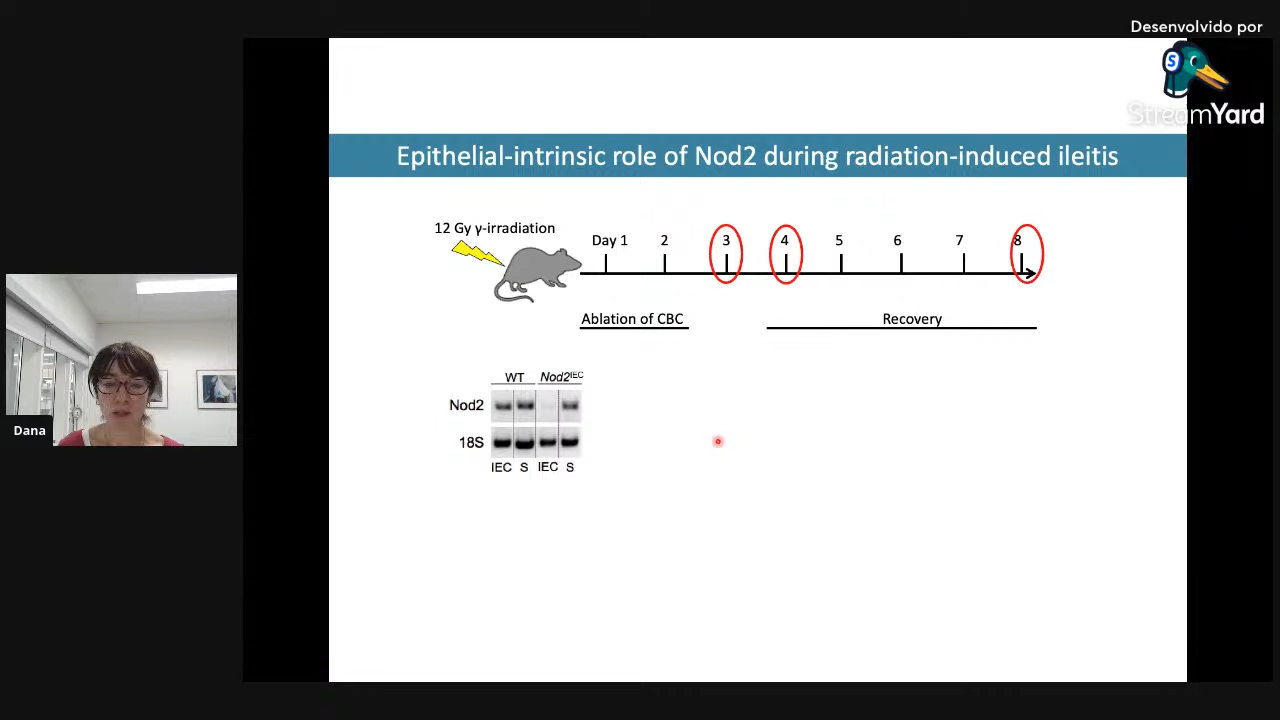 Desenvolvido por
S
StreamYard
Epithelial-intrinsic role of Nod2 during radiation-induced ileitis
12 Gy γ-irradiation
Day 1 2 3 4 5 6 7 8
Ablation of CBC Recovery
WT Nod2IEC
Nod2
18S
IEC S IEC S
Dana